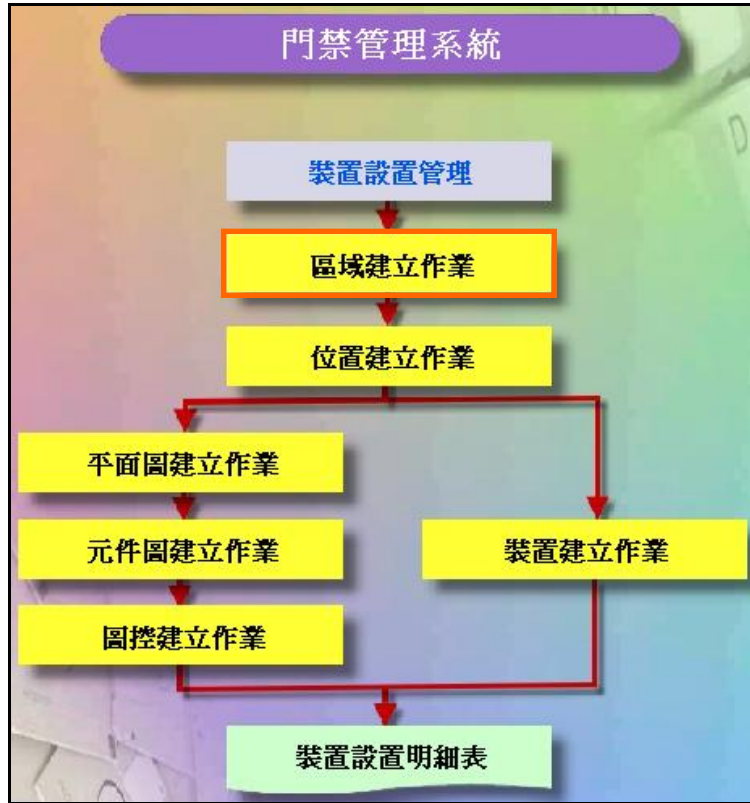 門禁管理系統
裝置設置管理
區域建立作業
位置建立作業
平面圖建立作業
元件圖建立作業
裝置建立作業
圖控建立作業
裝置設置明細表
D